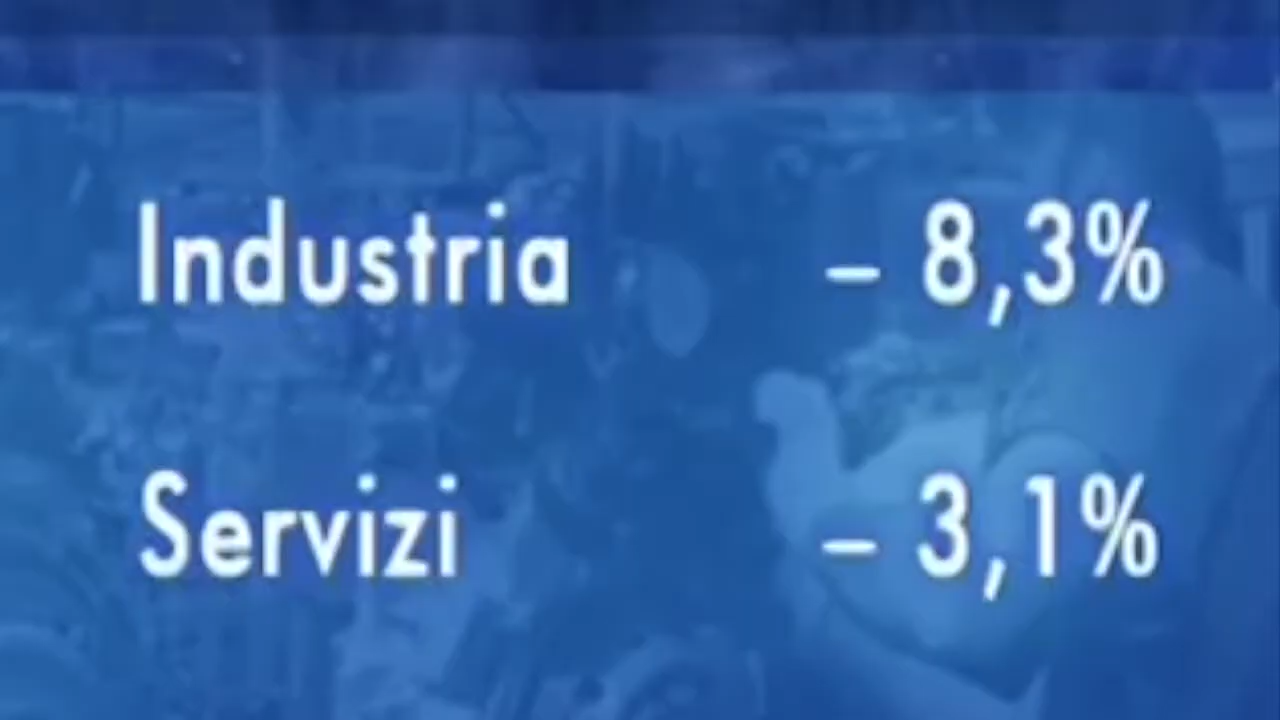 Industria – 8,3%
Servizi – 3,1%